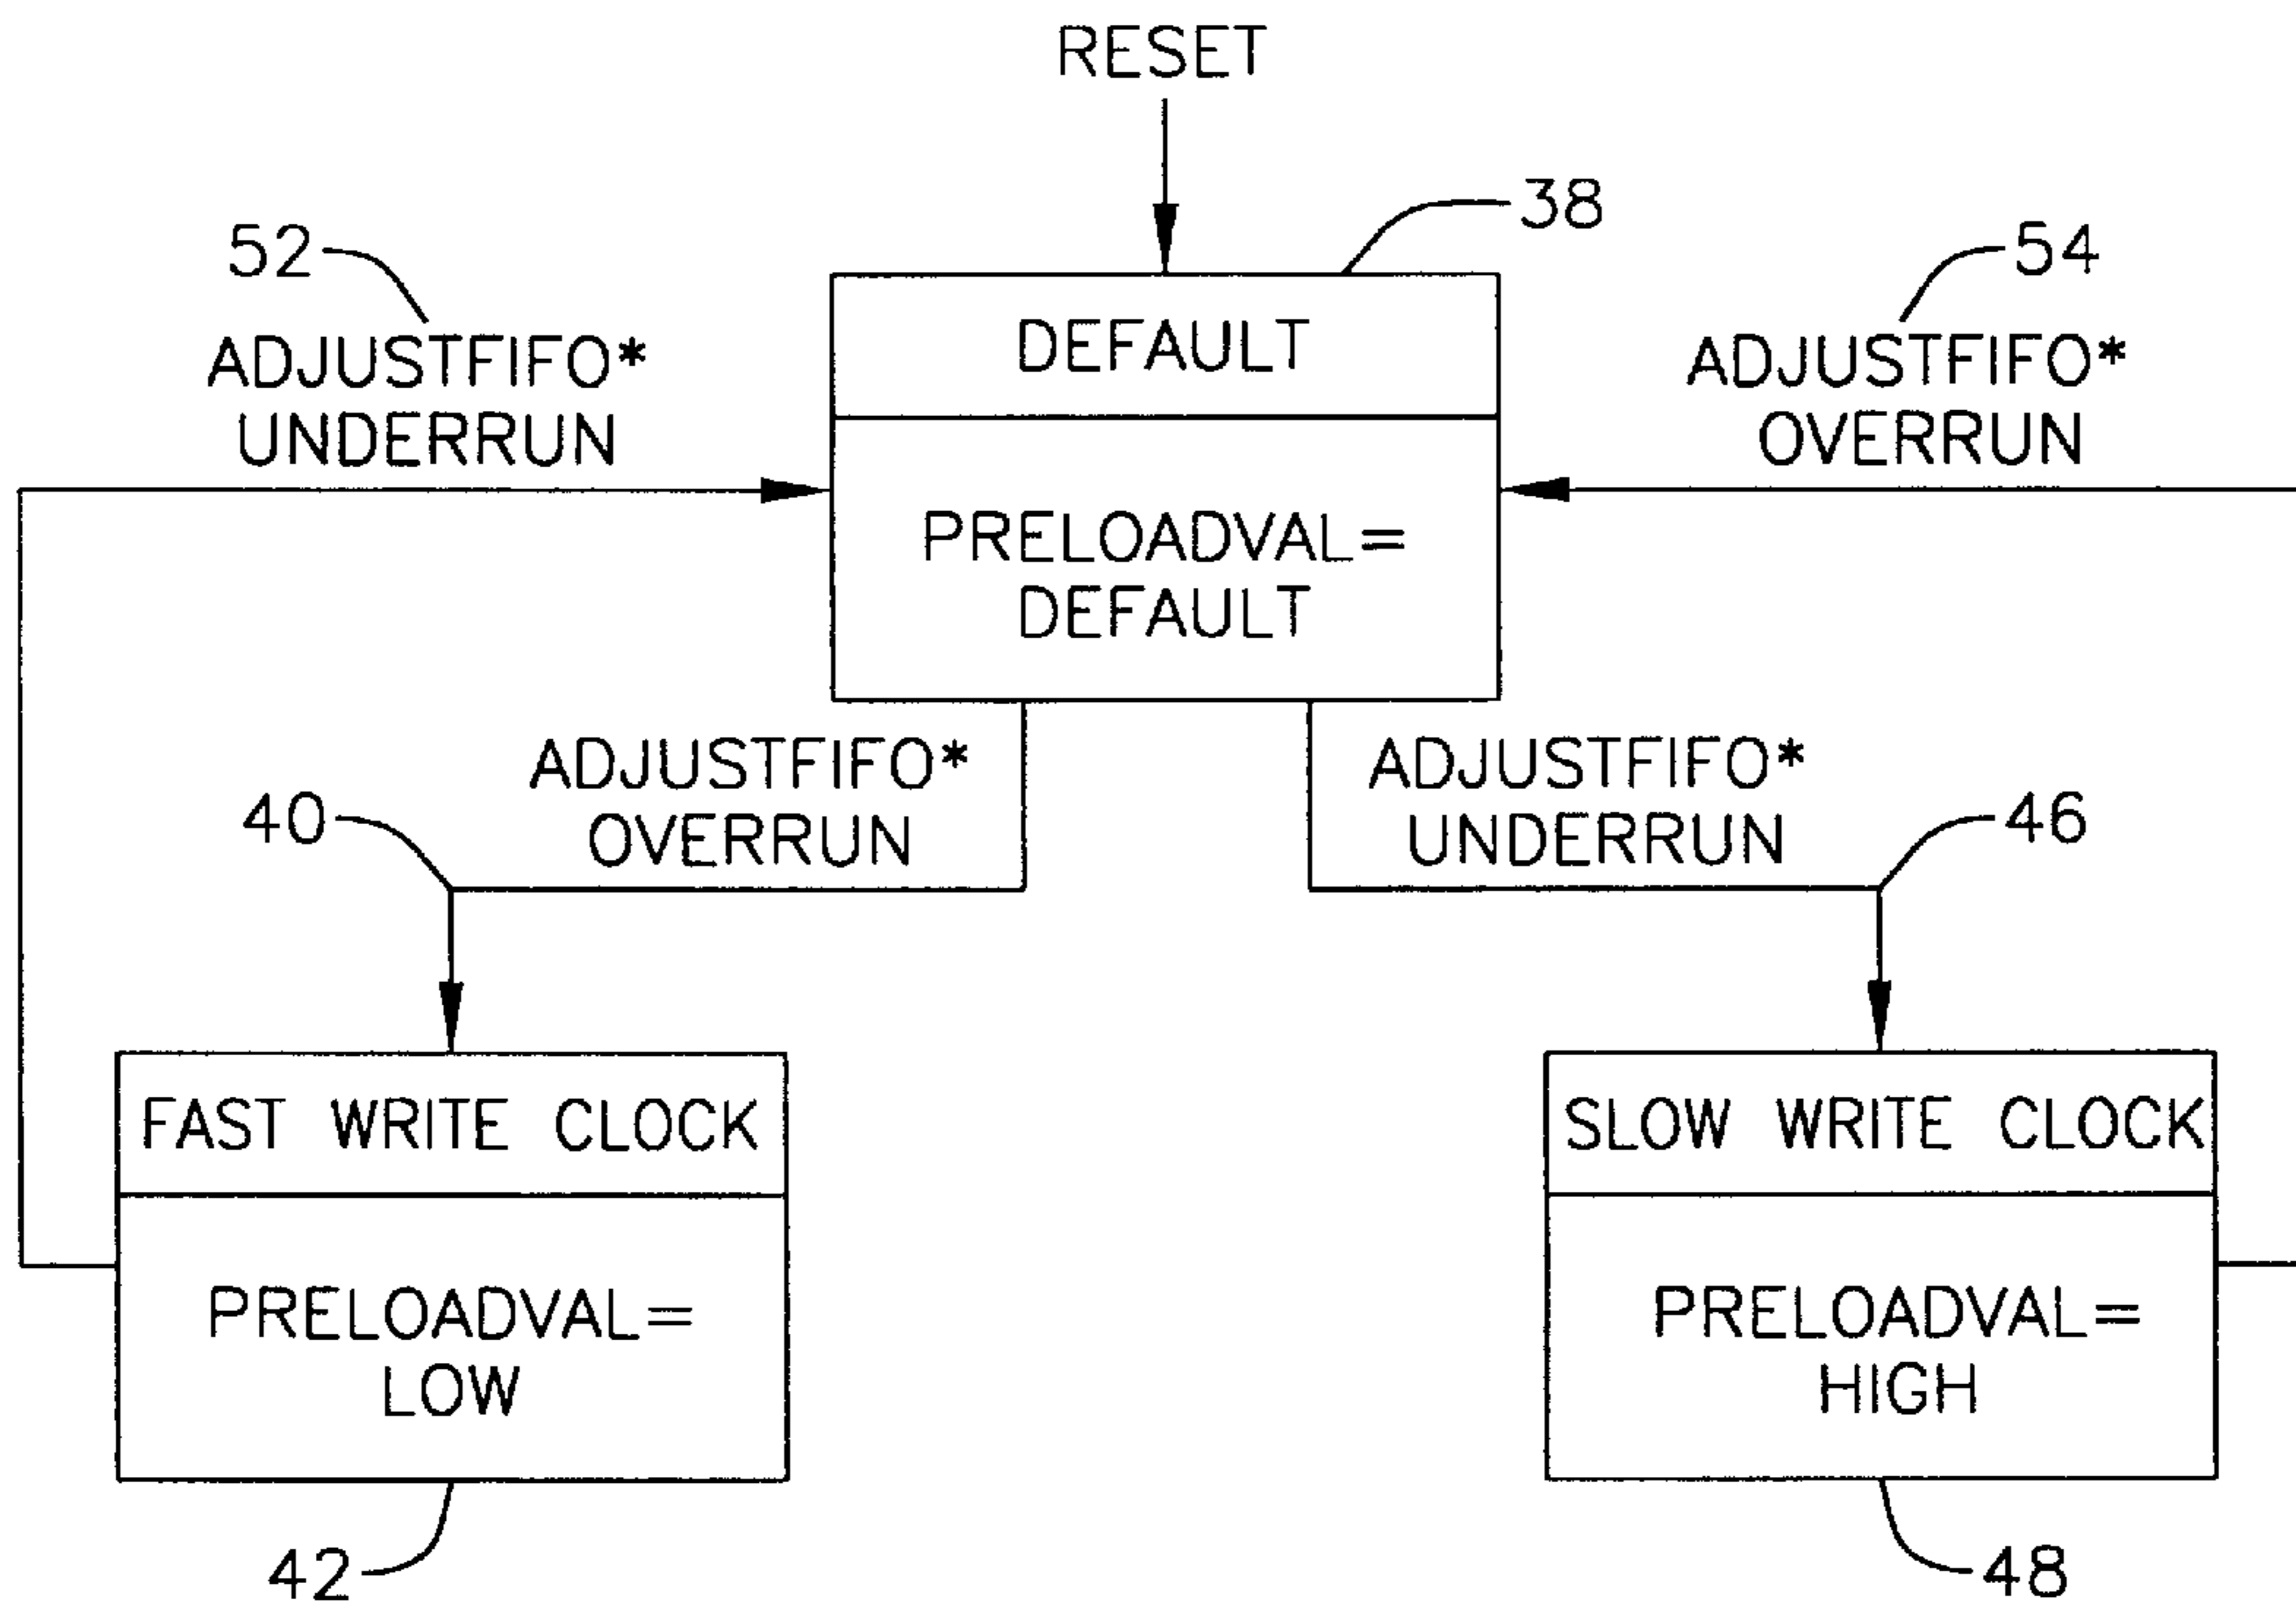 RESET
38
52
54
ADJUSTFIFO*
UNDERRUN
DEFAULT
ADJUSTFIFO*
OVERRUN
PRELOADVAL=
DEFAULT
ADJUSTFIFO*
OVERRUN
ADJUSTFIFO*
UNDERRUN
40
46
FAST WRITE CLOCK
PRELOADVAL=
LOW
SLOW WRITE CLOCK
PRELOADVAL=
HIGH
42
48